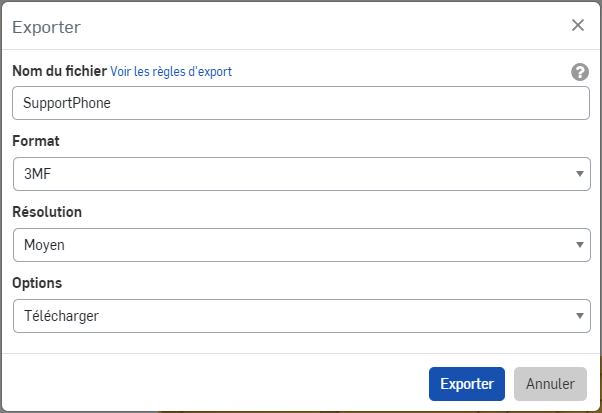 Exporter
Nom du fichier Voir les règles d'export
SupportPhone
Format
3MF
Résolution
Moyen
Options
Télécharger
Exporter Annuler